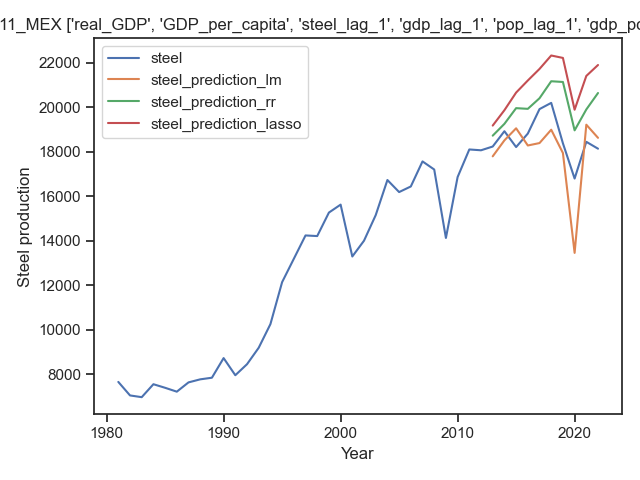 11_MEX ['real_GDP', 'GDP_per_capita', 'steel_lag_1', 'gdp_lag_1', 'pop_lag_1', 'gdp_po
steel
steel_prediction_lm
steel_prediction_rr
steel_prediction_lasso
Steel production
22000
20000
18000
16000
14000
12000
10000
8000
1980
1990
2000
2010
2020
Year